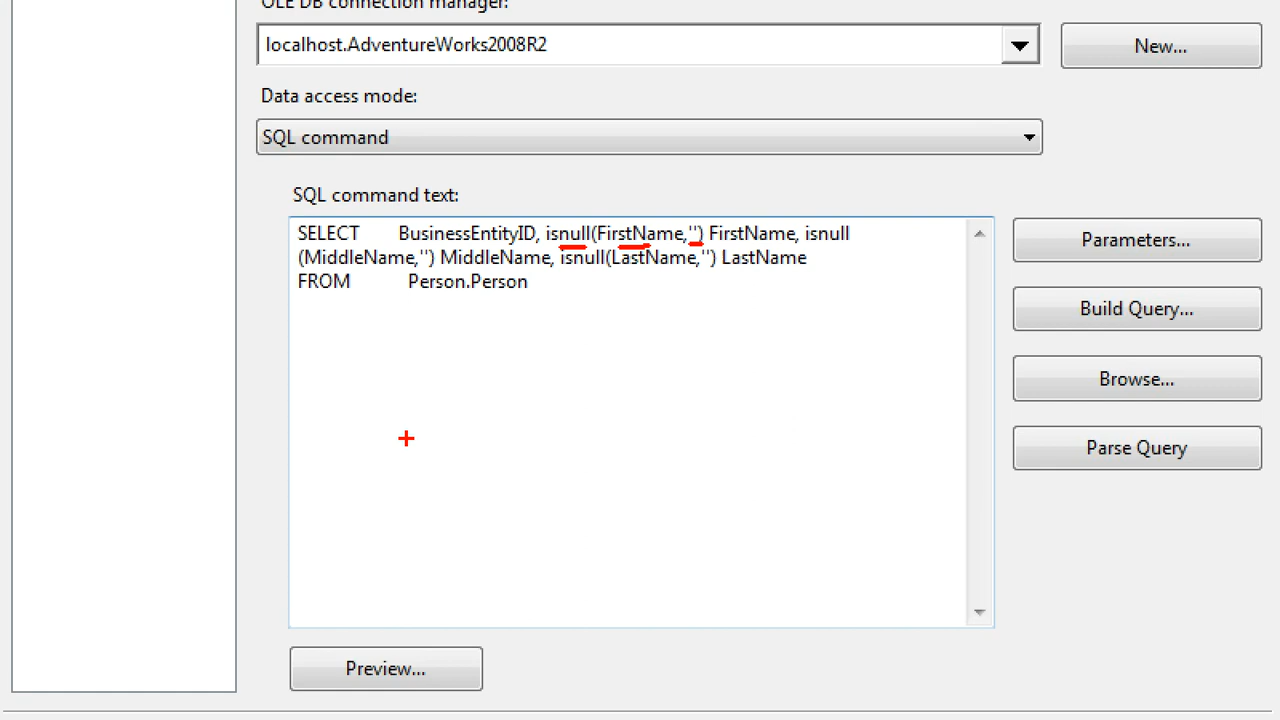 OLE DB connection manager:
localhost.AdventureWorks2008R2
New...
Data access mode:
SQL command
SQL command text:
SELECT BusinessEntityID, isnull(FirstName,'') FirstName, isnull
(MiddleName,'') MiddleName, isnull(LastName,'') LastName
FROM Person.Person
Parameters...
Build Query...
Browse...
Parse Query
Preview...